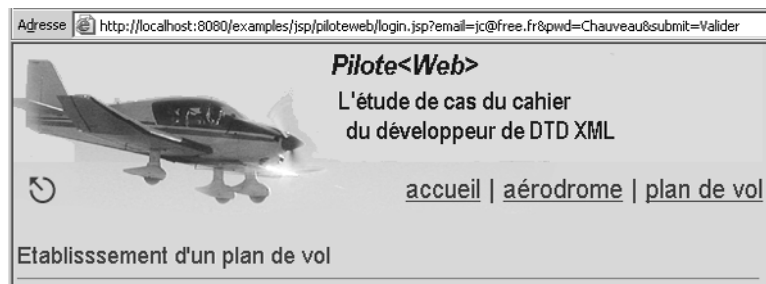 Adresse http://localhost:8080/examples/jsp/piloteweb/login.jsp?email=jc@free.fr&pwd=Chauveau&submit=Valider
Pilote<Web>
L'étude de cas du cahier
du développeur de DTD XML
accueil | aérodrome | plan de vol
Etablisssement d'un plan de vol